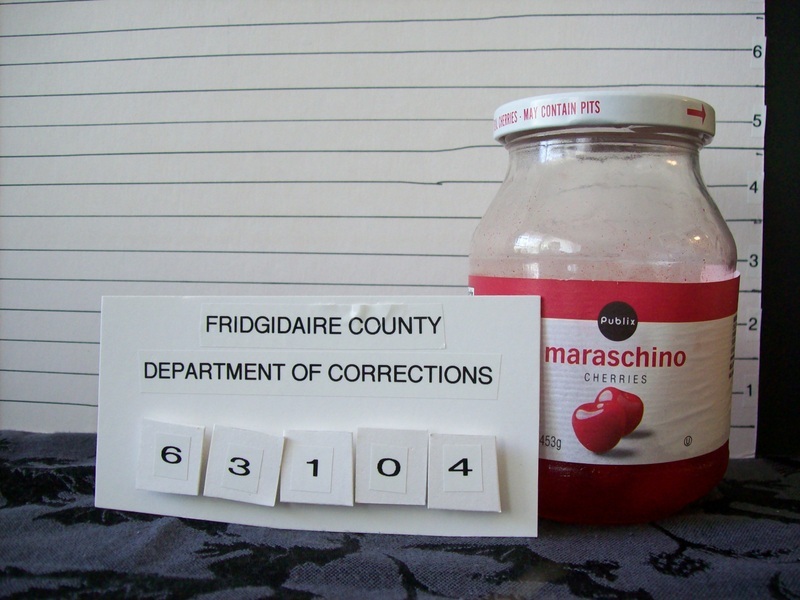 6
5
4
3
2
1
CHERRIES - MAY CONTAIN PITS
FRIDGIDAIRE COUNTY
DEPARTMENT OF CORRECTIONS
6 3 1 0 4
Publix
maraschino
CHERRIES
453g
U